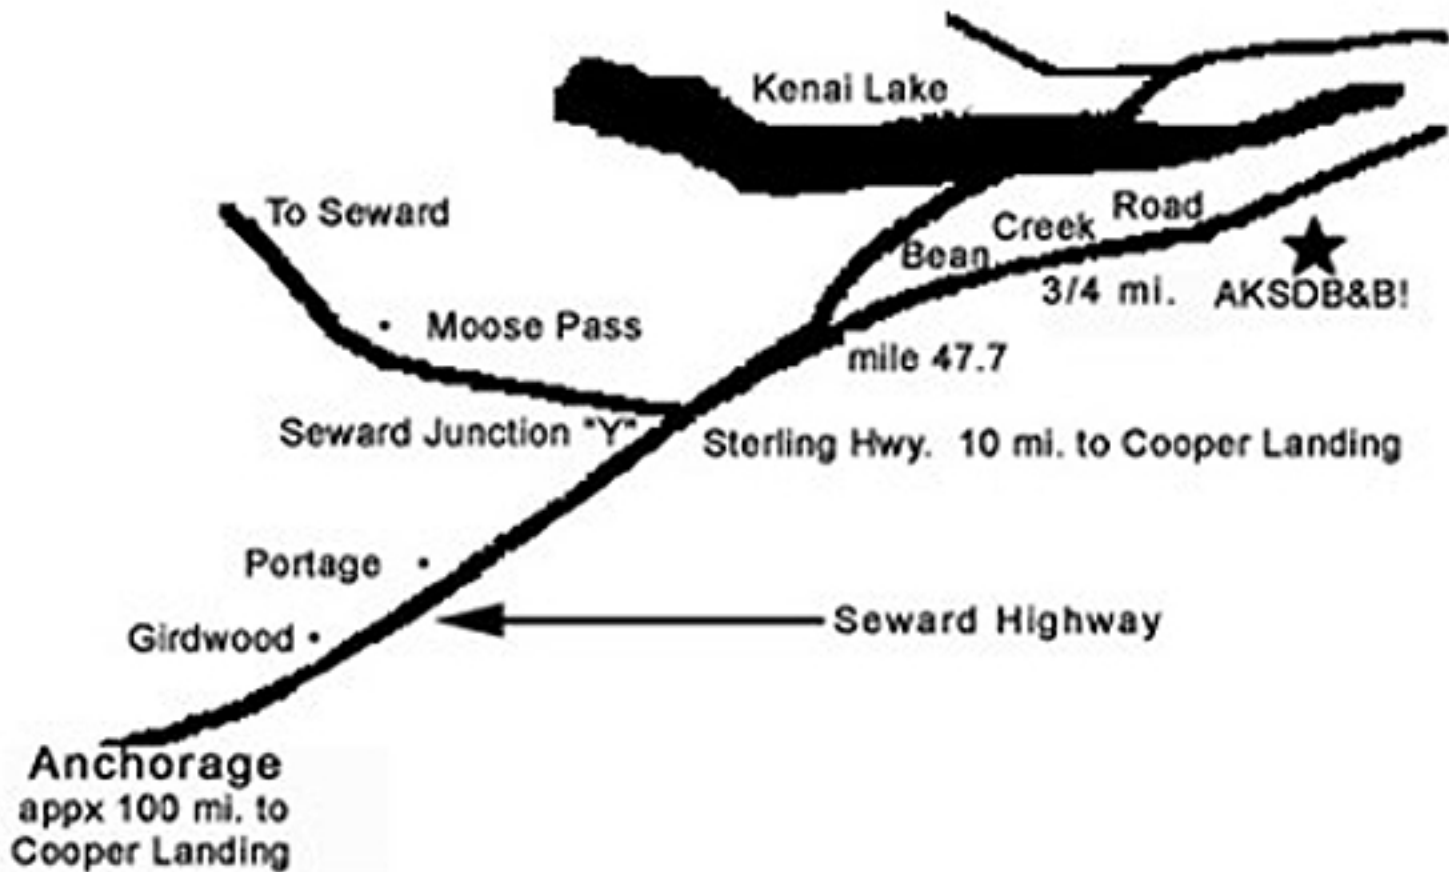 Kenai Lake
To Seward
Bean Creek Road
3/4 mi.
AKSDB&B!
Moose Pass
mile 47.7
Seward Junction "Y"
Sterling Hwy. 10 mi. to Cooper Landing
Portage
Seward Highway
Girdwood
Anchorage
appx 100 mi. to
Cooper Landing